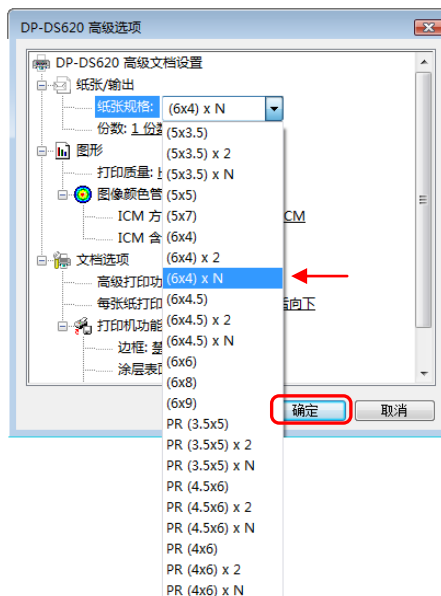 DP-DS620 高级选项
DP-DS620 高级文档设置
纸张/输出
纸张规格: (6x4) x N
份数: 1 份
(5x3.5)
图形
(5x3.5) x 2
打印质量:
(5x3.5) x N
图像颜色管
(5x5)
ICM 方
(5x7)
CM
ICM 含
(6x4)
文档选项
(6x4) x 2
高级打印功
(6x4) x N
每张纸打印
(6x4.5)
后向下
打印机功能
(6x4.5) x 2
边框: 禁
(6x4.5) x N
涂层表面
(6x6)
(6x8)
(6x9)
确定
取消
PR (3.5x5)
PR (3.5x5) x 2
PR (3.5x5) x N
PR (4.5x6)
PR (4.5x6) x 2
PR (4.5x6) x N
PR (4x6)
PR (4x6) x 2
PR (4x6) x N